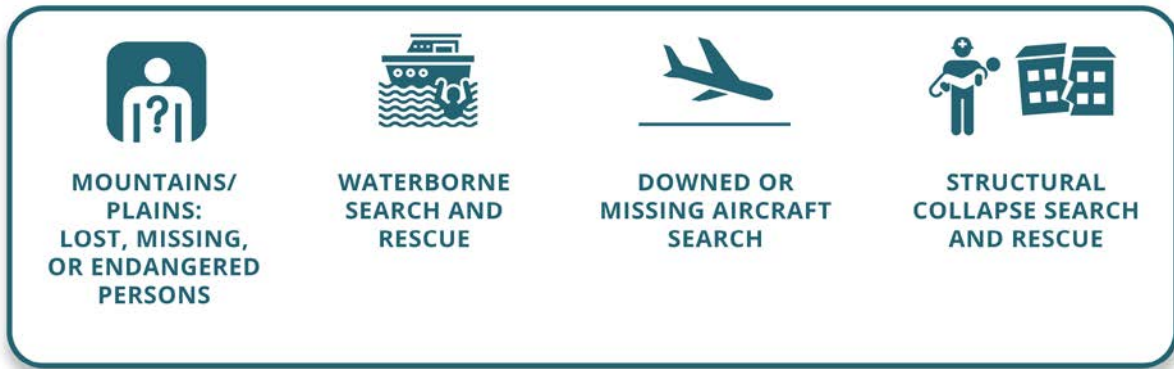 MOUNTAINS/
PLAINS:
LOST, MISSING,
OR ENDANGERED
PERSONS
WATERBORNE
SEARCH AND
RESCUE
DOWNED OR
MISSING AIRCRAFT
SEARCH
STRUCTURAL
COLLAPSE SEARCH
AND RESCUE